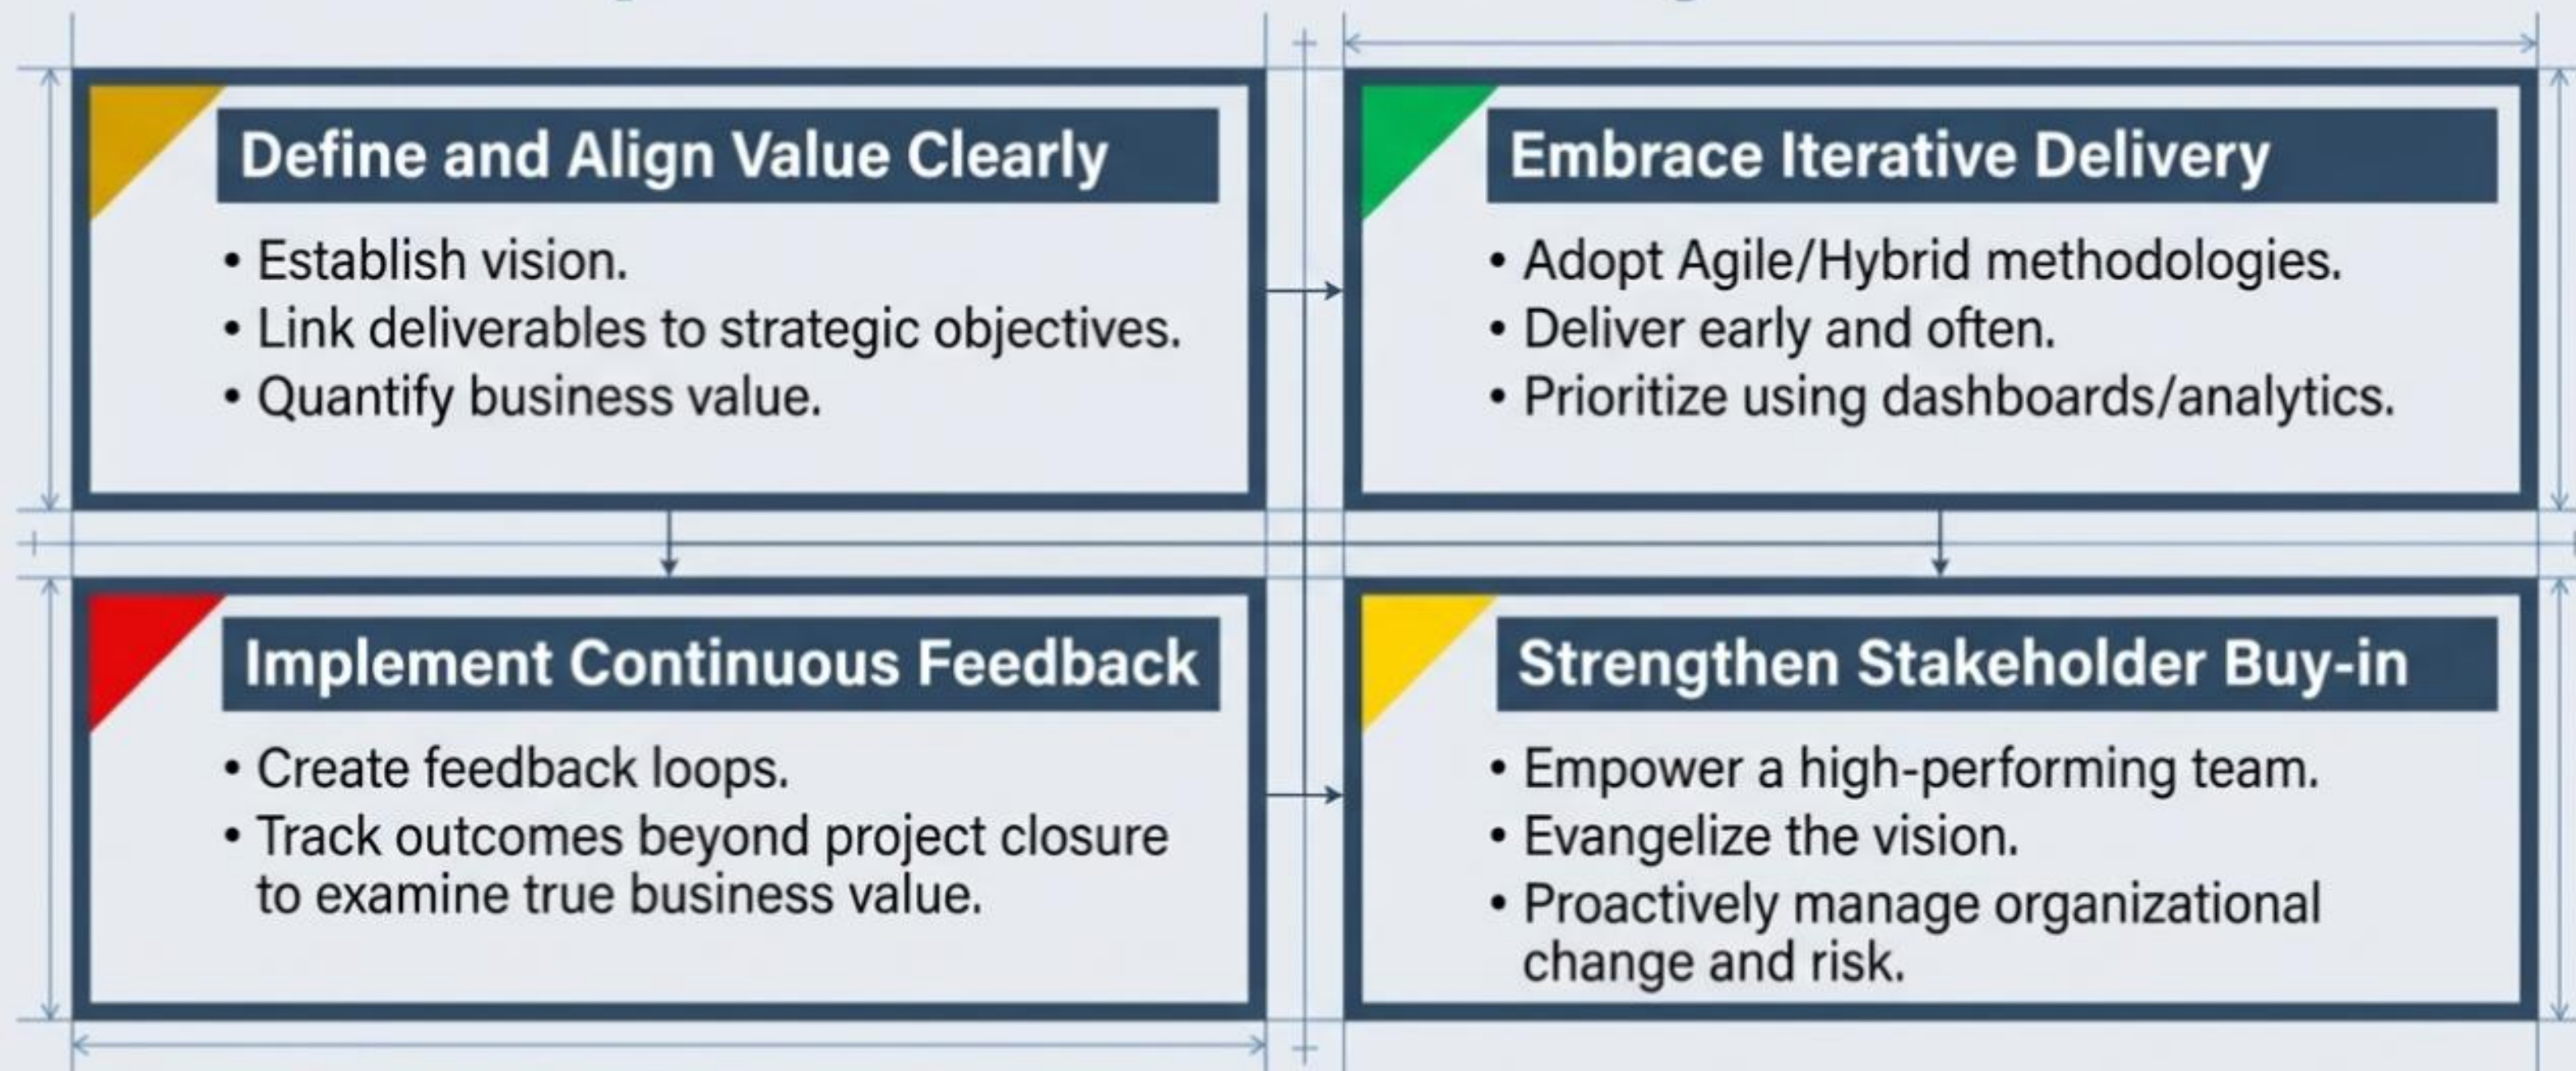 Define and Align Value Clearly
• Establish vision.
• Link deliverables to strategic objectives.
• Quantify business value.
Embrace Iterative Delivery
• Adopt Agile/Hybrid methodologies.
• Deliver early and often.
• Prioritize using dashboards/analytics.
Implement Continuous Feedback
• Create feedback loops.
• Track outcomes beyond project closure
to examine true business value.
Strengthen Stakeholder Buy-in
• Empower a high-performing team.
• Evangelize the vision.
• Proactively manage organizational
change and risk.